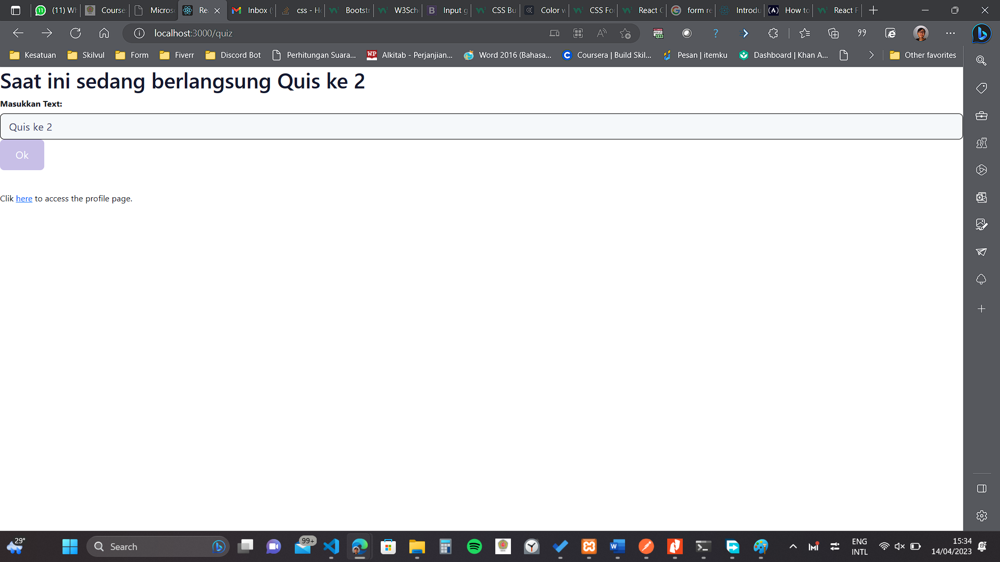 (11) Wh
Course
Micros
Re
Inbox (
css - H
Bootstr
W3Sch
Input g
CSS Bu
Color w
CSS Fo
React C
form re
Introdu
How to
React F
localhost:3000/quiz
Kesatuan
Skilvul
Form
Fiverr
Discord Bot
Perhitungan Suara...
Alkitab - Perjanjian...
Word 2016 (Bahasa...
Coursera | Build Skil...
Pesan | itemku
Dashboard | Khan A...
Other favorites
Saat ini sedang berlangsung Quis ke 2
Masukkan Text:
Quis ke 2
Ok
Clik here to access the profile page.
29°
Search
99+
ENG
INTL
15:34
14/04/2023